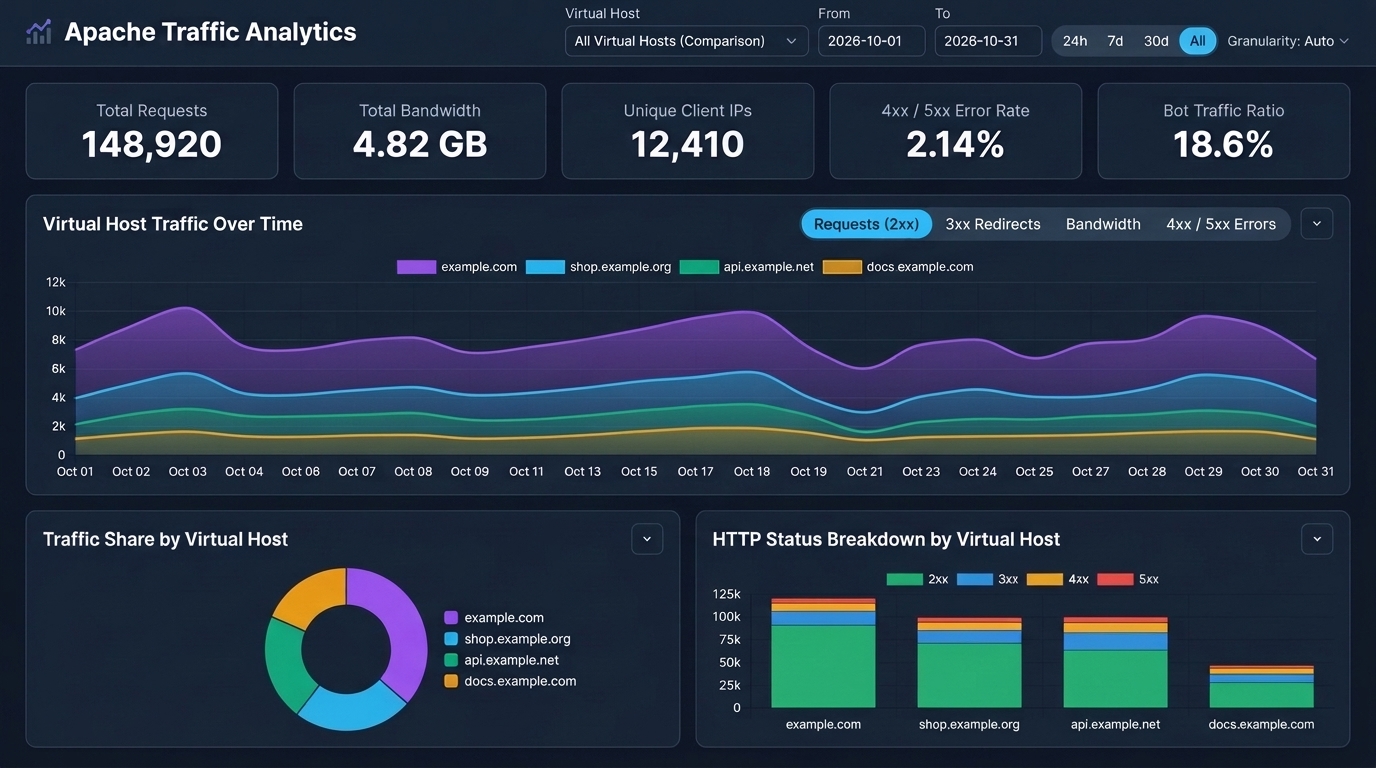 Apache Traffic Analytics
Virtual Host
All Virtual Hosts (Comparison)
From
2026-10-01
To
2026-10-31
24h 7d 30d All
Granularity: Auto
Total Requests
148,920
Total Bandwidth
4.82 GB
Unique Client IPs
12,410
4xx / 5xx Error Rate
2.14%
Bot Traffic Ratio
18.6%
Virtual Host Traffic Over Time
Requests (2xx) 3xx Redirects Bandwidth 4xx / 5xx Errors
example.com shop.example.org api.example.net docs example.com
12k
10k
8k
6k
4k
2k
0
Oct 01 Oct 02 Oct 03 Oct 04 Oct 06 Oct 07 Oct 08 Oct 09 Oct 11 Oct 13 Oct 15 Oct 17 Oct 18 Oct 19 Oct 21 Oct 23 Oct 24 Oct 25 Oct 27 Oct 28 Oct 29 Oct 30 Oct 31
Traffic Share by Virtual Host
example.com
shop.example.org
api.example.net
docs.example.com
HTTP Status Breakdown by Virtual Host
2xx 3xx 4xx 5xx
125k
100k
75k
50k
25k
0
example.com shop.example.org api.example.net docs.example.com